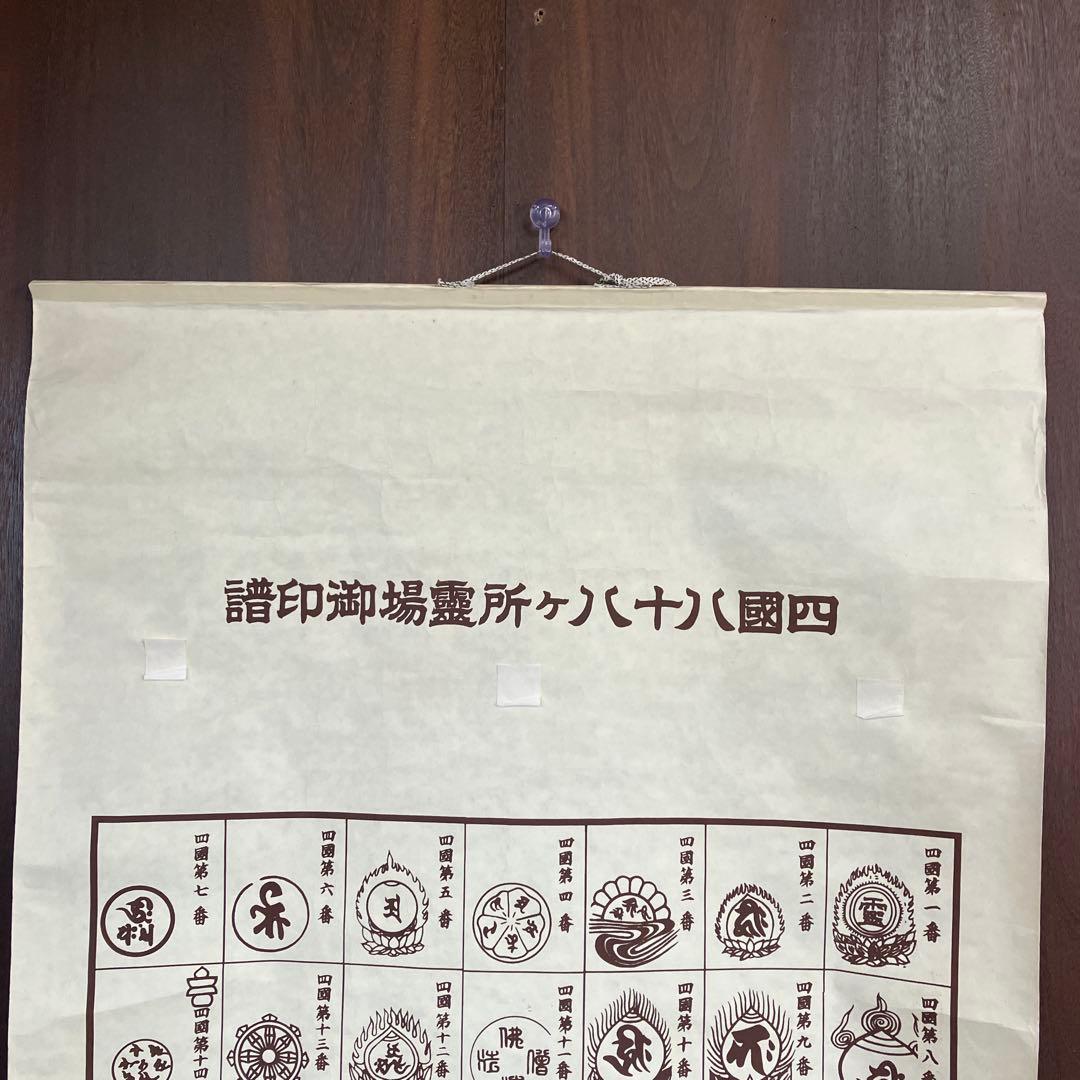 四國八十八ヶ所靈場御印譜
四國第一番
靈
四國第二番
四國第三番
四國第四番
四國第五番
四國第六番
四國第七番
四國第八番
四國第九番
四國第十番
四國第十一番
佛
法
僧
四國第十二番
四國第十三番
四國第十四